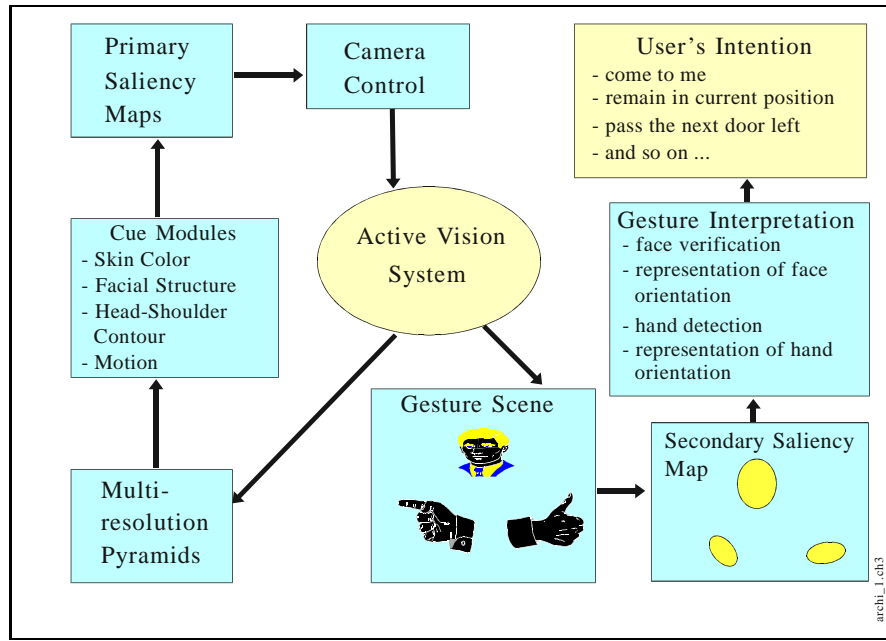 Primary
Saliency
Maps
Camera
Control
User's Intention
- come to me
- remain in current position
- pass the next door left
- and so on ...
Cue Modules
- Skin Color
- Facial Structure
- Head-Shoulder
Contour
- Motion
Active Vision
System
Gesture Interpretation
- face verification
- representation of face
orientation
- hand detection
- representation of hand
orientation
Multi-
resolution
Pyramids
Gesture Scene
Secondary Saliency
Map
archi_1.ch3